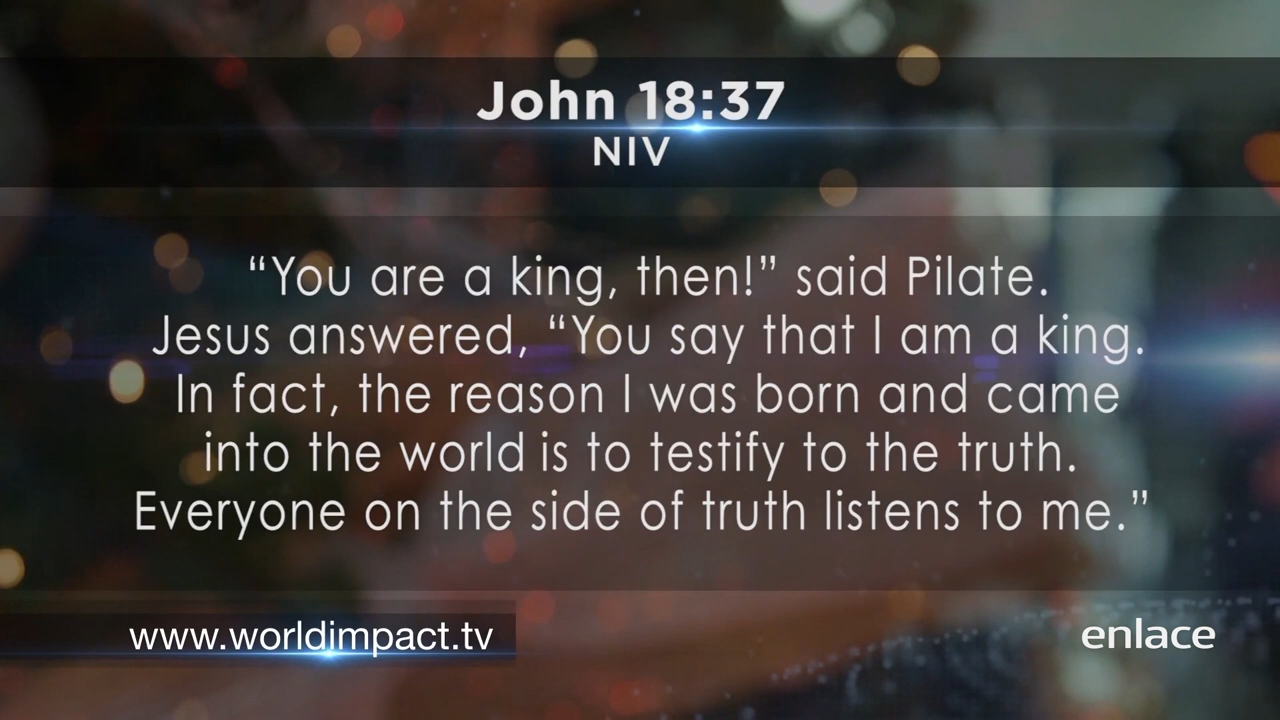 John 18:37
NIV
“You are a king, then!” said Pilate.
Jesus answered, “You say that I am a king.
In fact, the reason I was born and came
into the world is to testify to the truth.
Everyone on the side of truth listens to me.”
www.worldimpact.tv
enlace